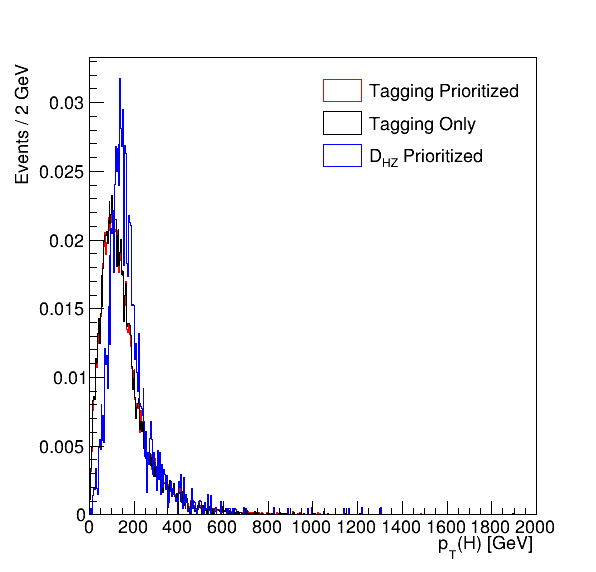 Events / 2 GeV
Tagging Prioritized
Tagging Only
D_HZ Prioritized
0.03
0.025
0.02
0.015
0.01
0.005
0
0 200 400 600 800 1000 1200 1400 1600 1800 2000
p_T(H) [GeV]